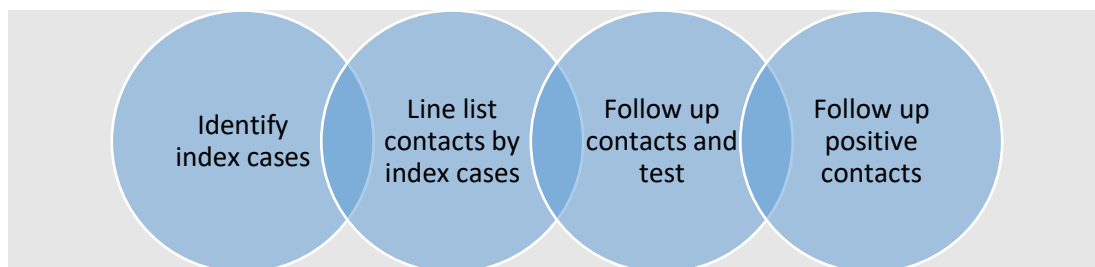 Identify
index cases
Line list
contacts by
index cases
Follow up
contacts and
test
Follow up
positive
contacts